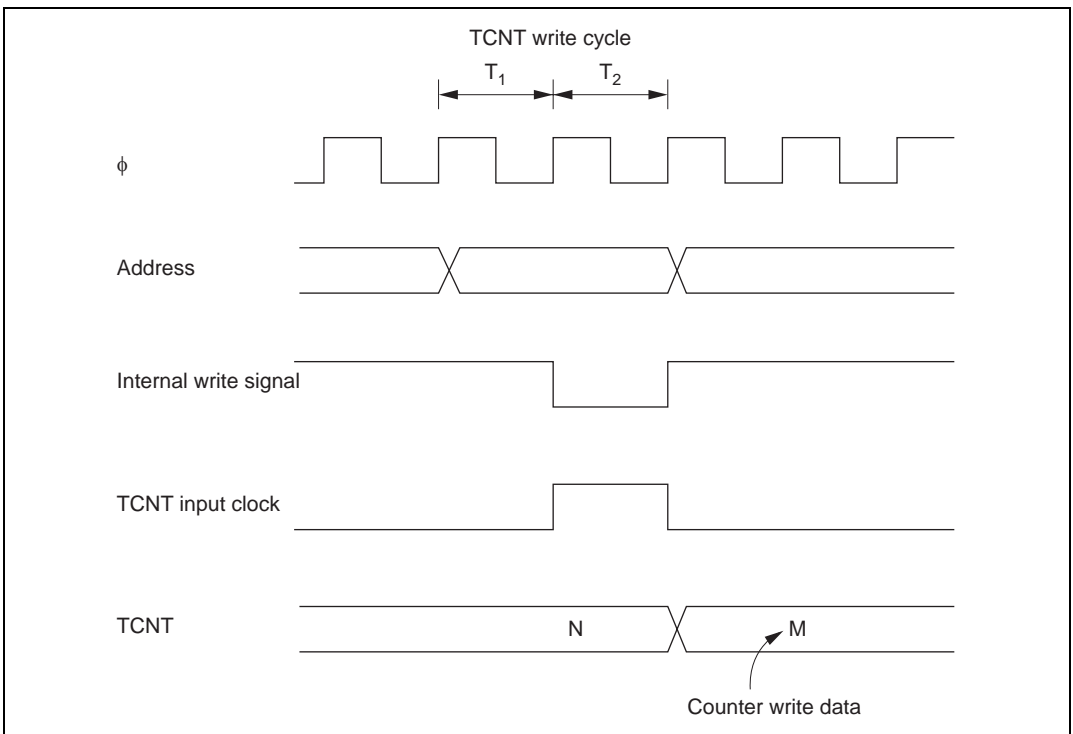 TCNT write cycle
T1 T2
ϕ
Address
Internal write signal
TCNT input clock
TCNT N M
Counter write data